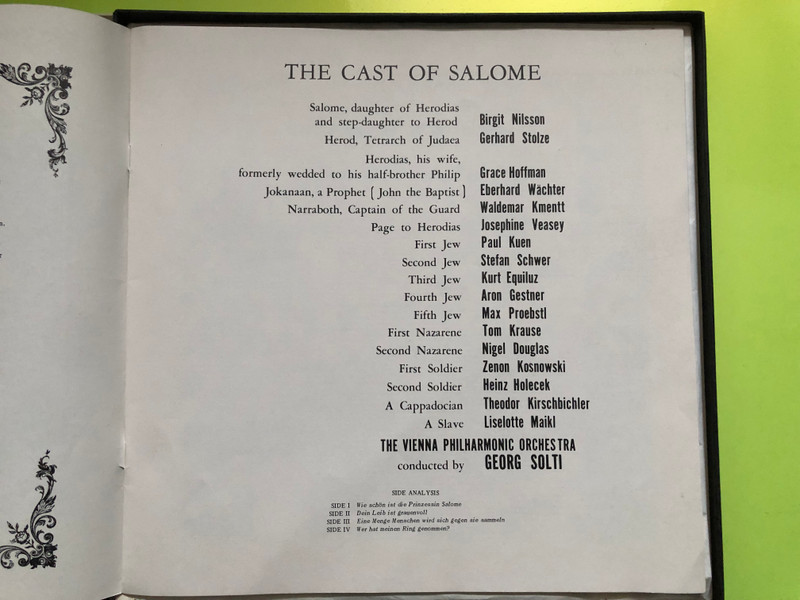 THE CAST OF SALOME
Salome, daughter of Herodias
and step-daughter to Herod Birgit Nilsson
Herod, Tetrarch of Judaea Gerhard Stolze
Herodias, his wife,
formerly wedded to his half-brother Philip Grace Hoffman
Jokanaan, a Prophet ( John the Baptist ) Eberhard Wächter
Narraboth, Captain of the Guard Waldemar Kmentt
Page to Herodias Josephine Veasey
First Jew Paul Kuen
Second Jew Stefan Schwer
Third Jew Kurt Equiluz
Fourth Jew Aron Gestner
Fifth Jew Max Proebstl
First Nazarene Tom Krause
Second Nazarene Nigel Douglas
First Soldier Zenon Kosnowski
Second Soldier Heinz Holecek
A Cappadocian Theodor Kirschbichler
A Slave Liselotte Maikl
THE VIENNA PHILHARMONIC ORCHESTRA
conducted by GEORG SOLTI
SIDE ANALYSIS
SIDE I Wie schön ist die Prinzessin Salome
SIDE II Dein Leib ist grauenvoll
SIDE III Eine Menge Menschen wird sich gegen sie sammeln
SIDE IV Wer hat meinen Ring genommen?